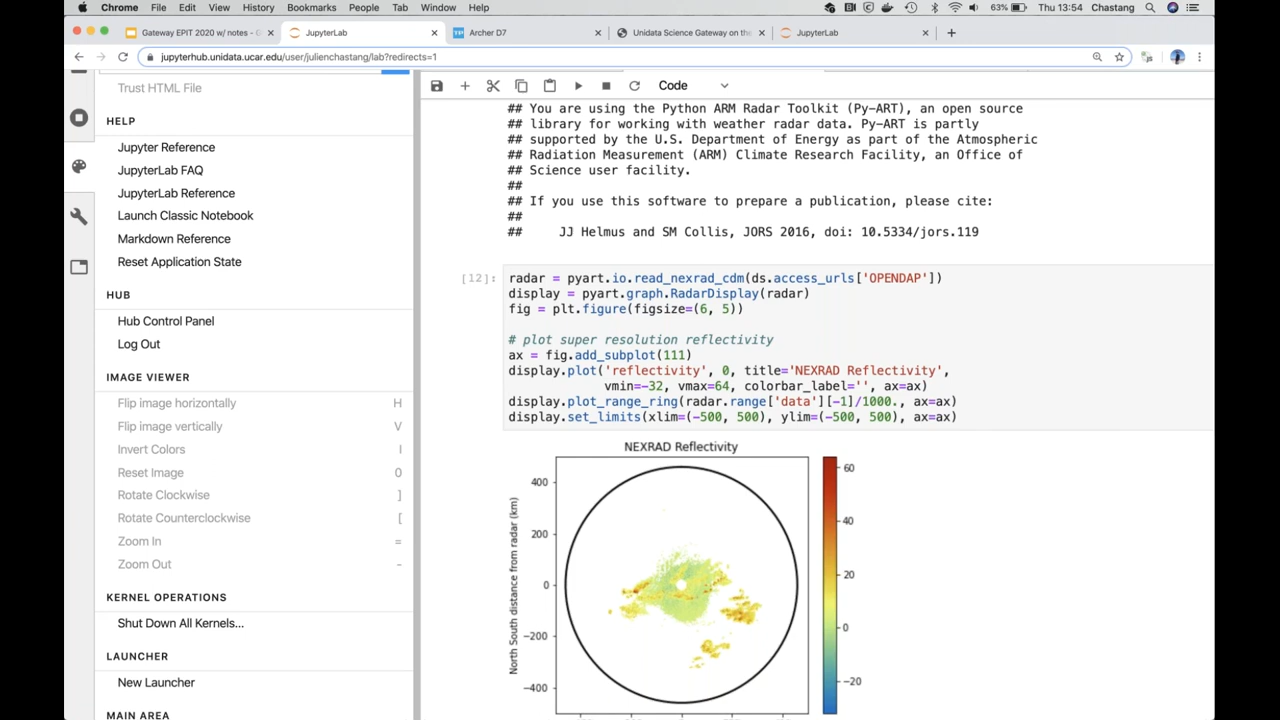 Chrome File Edit View History Bookmarks People Tab Window Help 63% Thu 13:54 Chastang
Gateway EPIT 2020 w/ notes - G
JupyterLab
Archer D7
Unidata Science Gateway on the
JupyterLab
jupyterhub.unidata.ucar.edu/user/julienchastang/lab?redirects=1
Trust HTML File
HELP
Jupyter Reference
JupyterLab FAQ
JupyterLab Reference
Launch Classic Notebook
Markdown Reference
Reset Application State
HUB
Hub Control Panel
Log Out
IMAGE VIEWER
Flip image horizontally H
Flip image vertically V
Invert Colors I
Reset Image 0
Rotate Clockwise ]
Rotate Counterclockwise [
Zoom In =
Zoom Out -
KERNEL OPERATIONS
Shut Down All Kernels...
LAUNCHER
New Launcher
MAIN AREA
Code
## You are using the Python ARM Radar Toolkit (Py-ART), an open source
## library for working with weather radar data. Py-ART is partly
## supported by the U.S. Department of Energy as part of the Atmospheric
## Radiation Measurement (ARM) Climate Research Facility, an Office of
## Science user facility.
##
## If you use this software to prepare a publication, please cite:
##
## JJ Helmus and SM Collis, JORS 2016, doi: 10.5334/jors.119
[12]: radar = pyart.io.read_nexrad_cdm(ds.access_urls['OPENDAP'])
display = pyart.graph.RadarDisplay(radar)
fig = plt.figure(figsize=(6, 5))
# plot super resolution reflectivity
ax = fig.add_subplot(111)
display.plot('reflectivity', 0, title='NEXRAD Reflectivity',
vmin=-32, vmax=64, colorbar_label='', ax=ax)
display.plot_range_ring(radar.range['data'][-1]/1000., ax=ax)
display.set_limits(xlim=(-500, 500), ylim=(-500, 500), ax=ax)
NEXRAD Reflectivity
North South distance from radar (km)
400
200
0
−200
−400
60
40
20
0
−20